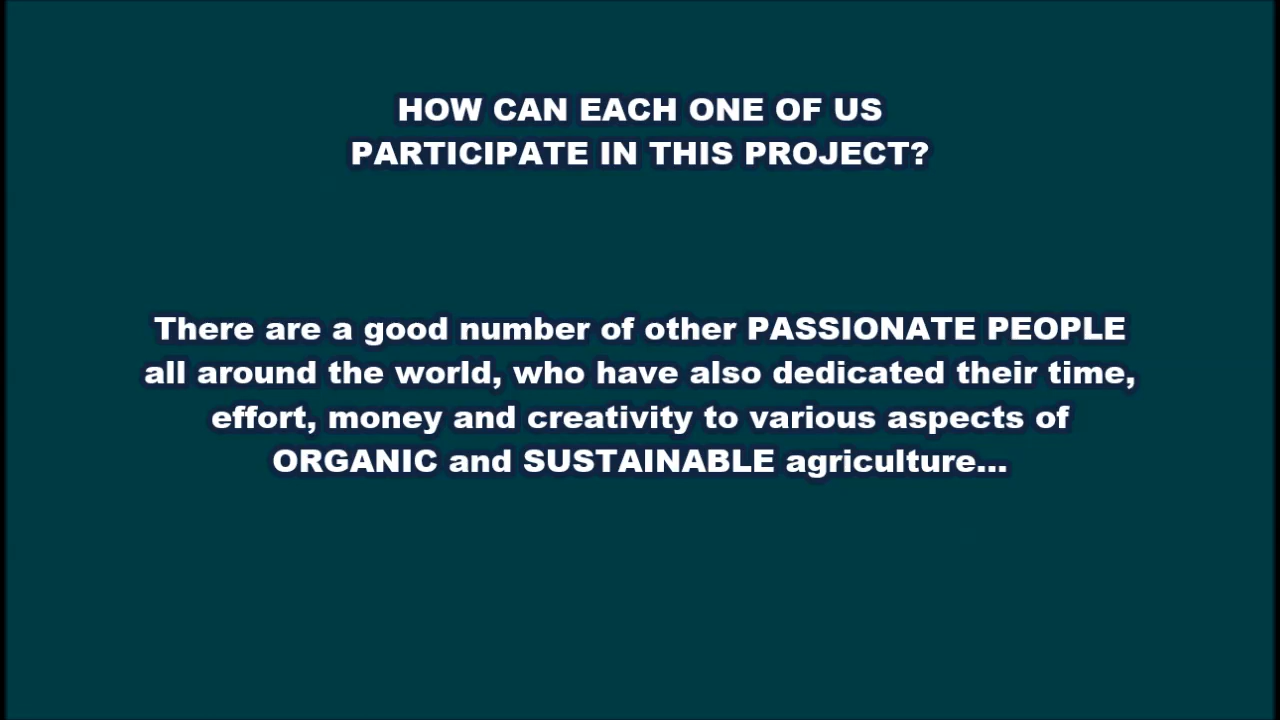 HOW CAN EACH ONE OF US
PARTICIPATE IN THIS PROJECT?
There are a good number of other PASSIONATE PEOPLE
all around the world, who have also dedicated their time,
effort, money and creativity to various aspects of
ORGANIC and SUSTAINABLE agriculture...